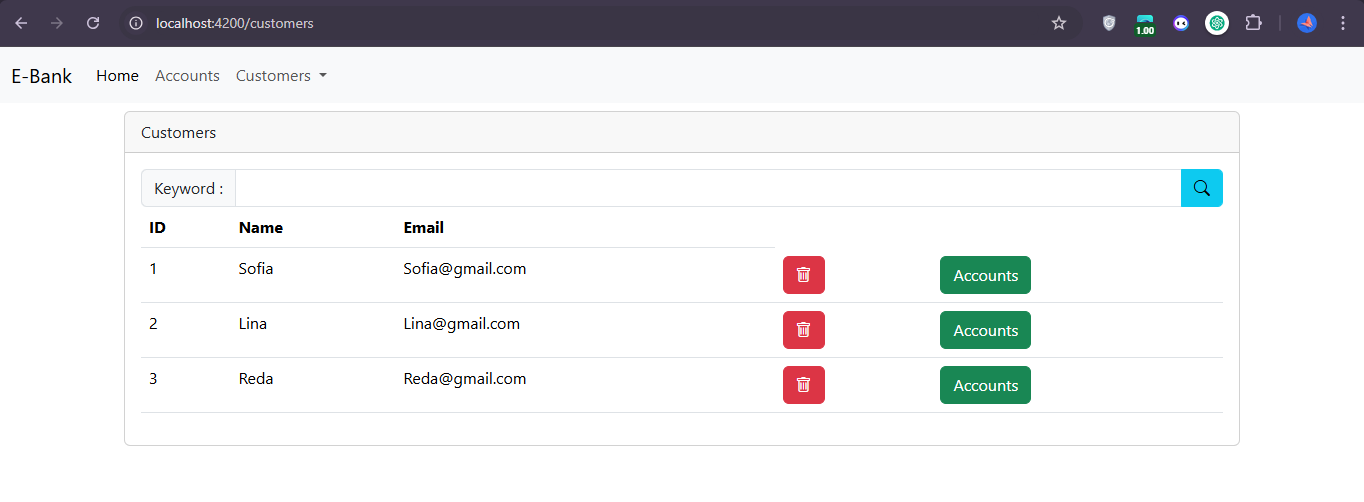 localhost:4200/customers
1.00
E-Bank Home Accounts Customers
Customers
Keyword :
ID Name Email
1 Sofia Sofia@gmail.com Accounts
2 Lina Lina@gmail.com Accounts
3 Reda Reda@gmail.com Accounts